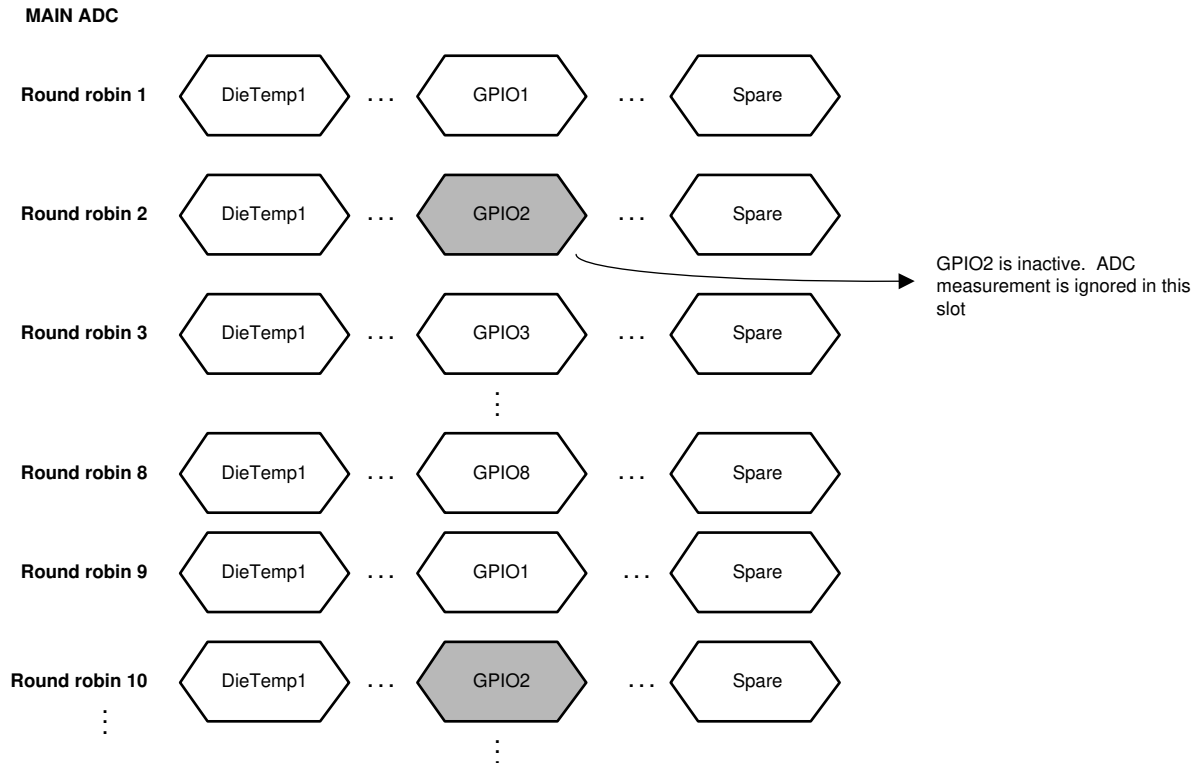 MAIN ADC
Round robin 1 DieTemp1 ... GPIO1 ... Spare
Round robin 2 DieTemp1 ... GPIO2 ... Spare
GPIO2 is inactive. ADC
measurement is ignored in this
slot
Round robin 3 DieTemp1 ... GPIO3 ... Spare
Round robin 8 DieTemp1 ... GPIO8 ... Spare
Round robin 9 DieTemp1 ... GPIO1 ... Spare
Round robin 10 DieTemp1 ... GPIO2 ... Spare